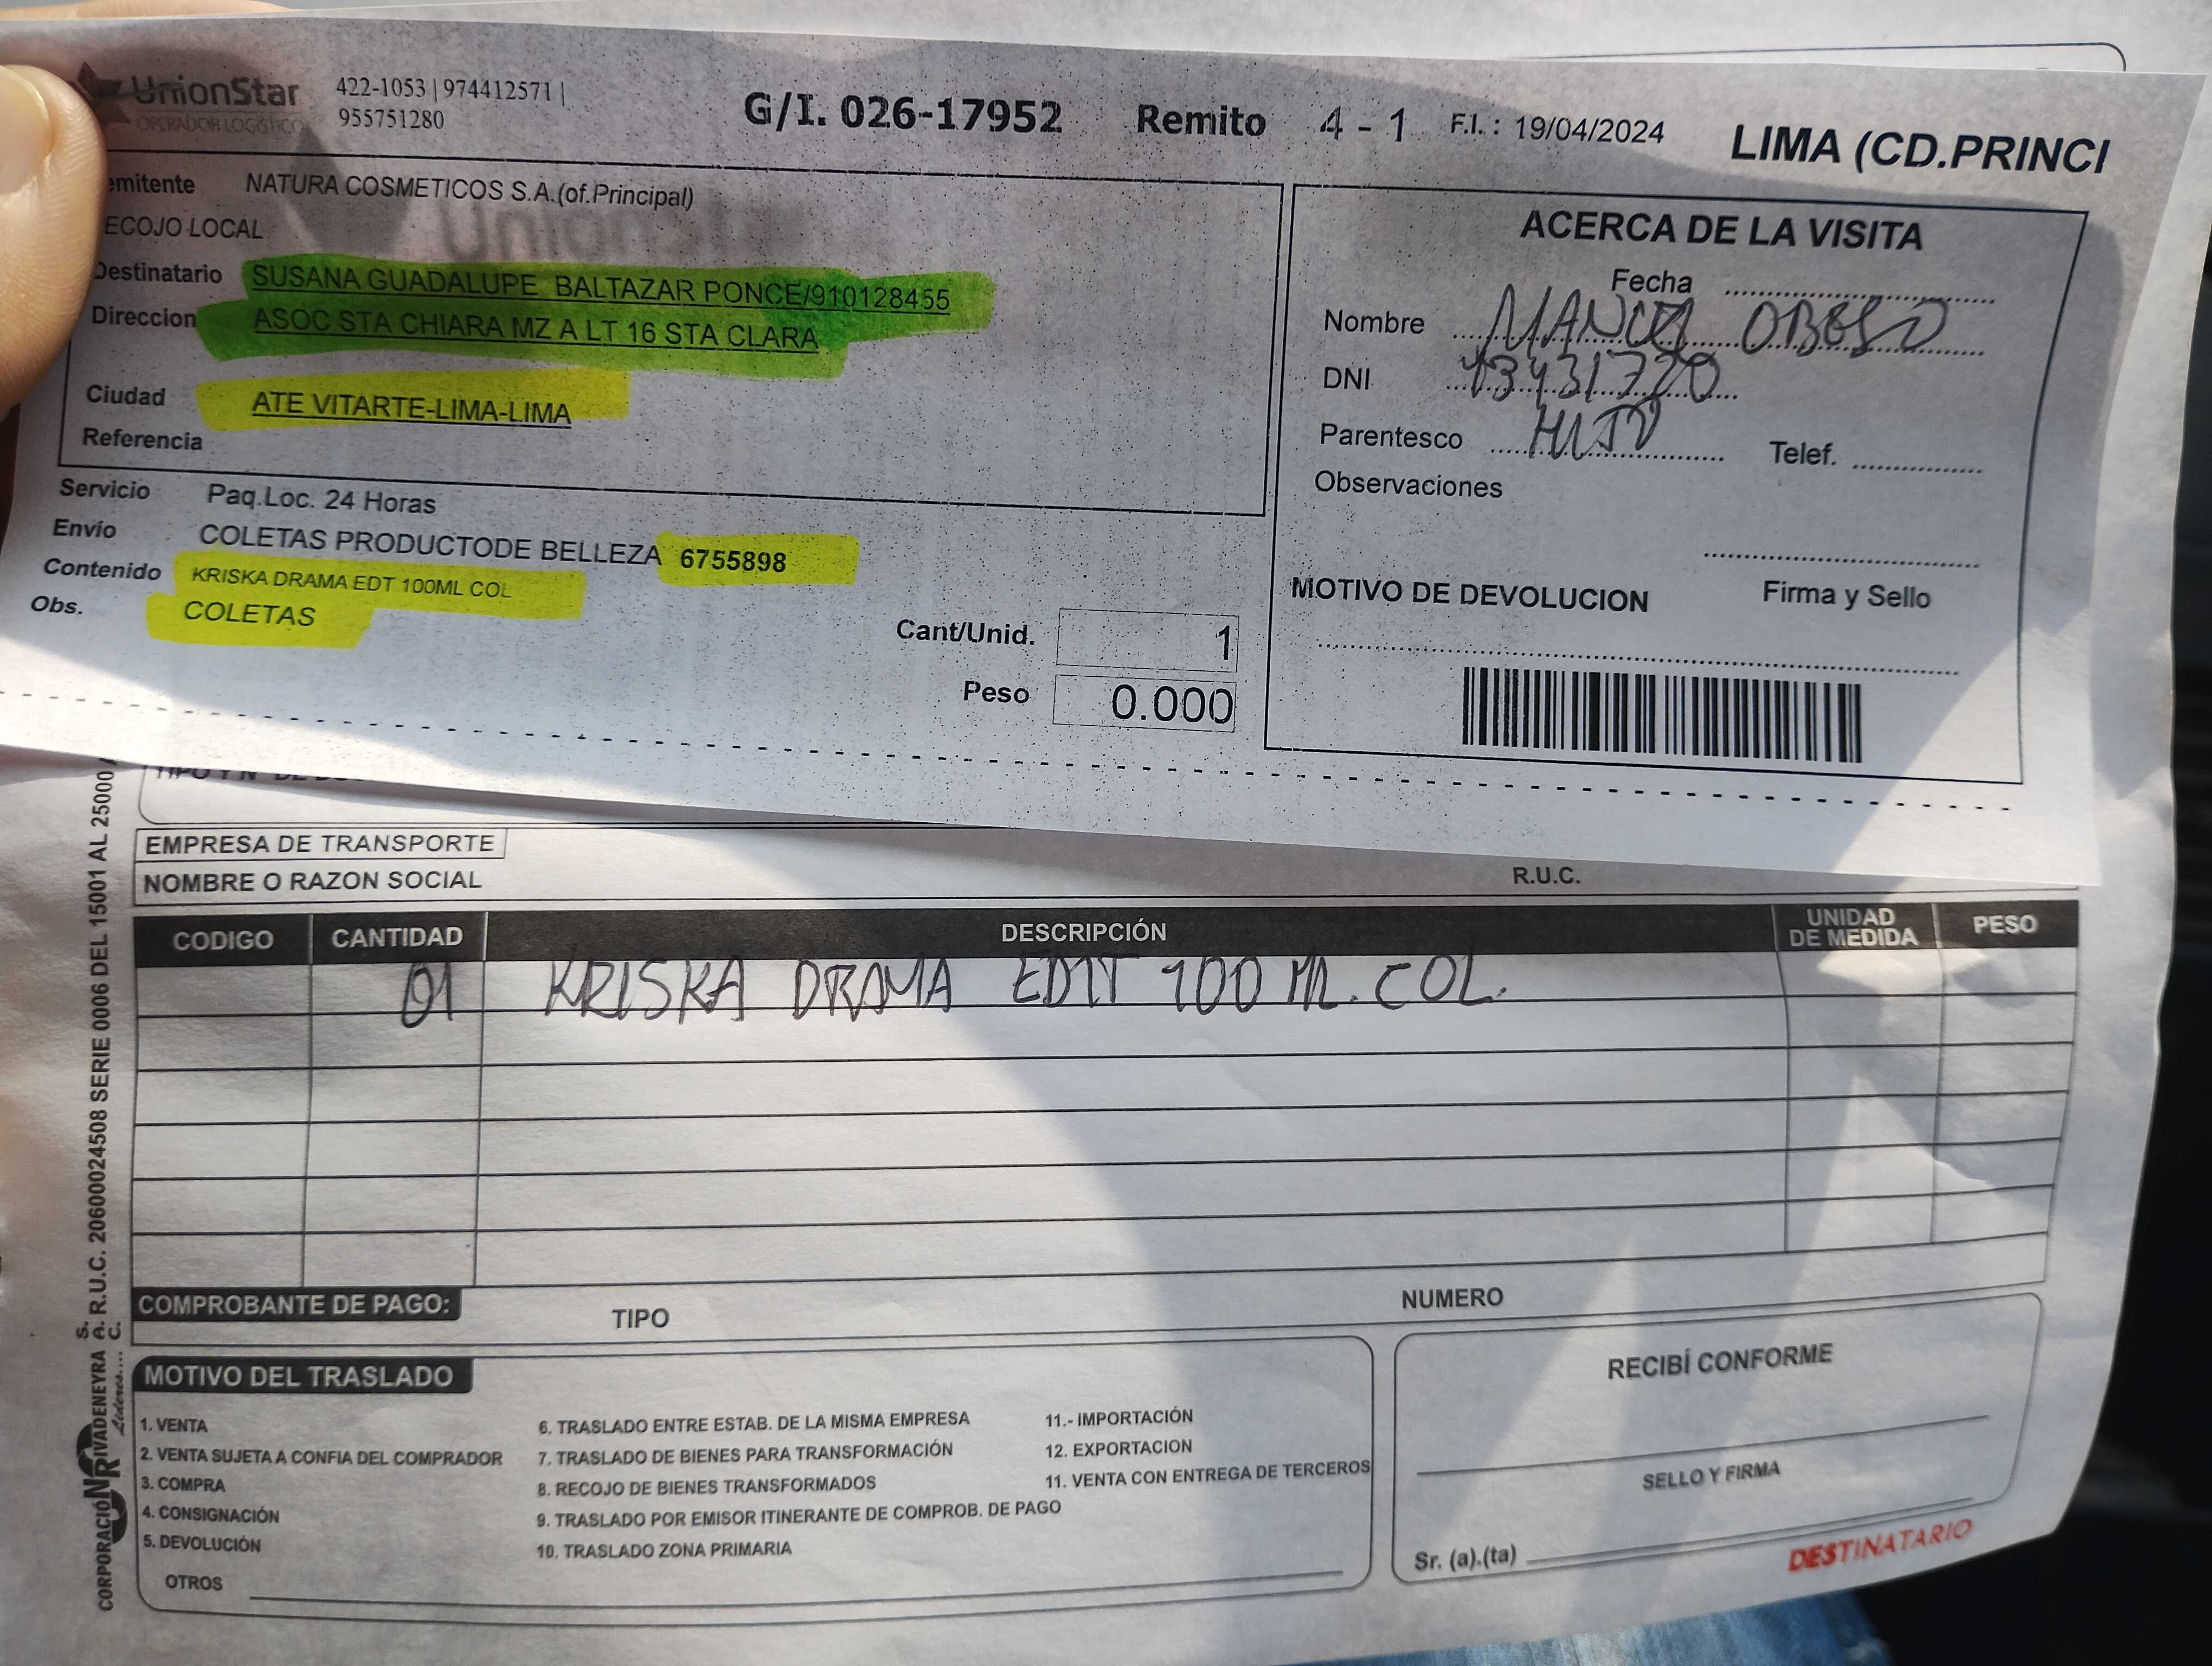 UnionStar
OPERADOR LOGISTICO
422-1053 | 974412571 |
955751280
G/I. 026-17952 Remito 4 - 1 F.I. : 19/04/2024 LIMA (CD.PRINCI
emitente NATURA COSMETICOS S.A.(of.Principal)
ECOJO LOCAL
Destinatario SUSANA GUADALUPE BALTAZAR PONCE/910128455
Direccion ASOC STA CHIARA MZ A LT 16 STA CLARA
Ciudad ATE VITARTE-LIMA-LIMA
Referencia
Servicio Paq.Loc. 24 Horas
Envío COLETAS PRODUCTODE BELLEZA 6755898
Contenido KRISKA DRAMA EDT 100ML COL
Obs. COLETAS
Cant/Unid. 1
Peso 0.000
ACERCA DE LA VISITA
Fecha
Nombre MANUEL OBESO
DNI 43431720
Parentesco HIJO Telef.
Observaciones
Firma y Sello
MOTIVO DE DEVOLUCION
EMPRESA DE TRANSPORTE
NOMBRE O RAZON SOCIAL R.U.C.
CODIGO CANTIDAD DESCRIPCIÓN UNIDAD DE MEDIDA PESO
01 KRISKA DRAMA EDIT 100 ML. COL.
COMPROBANTE DE PAGO: TIPO NUMERO
MOTIVO DEL TRASLADO
1. VENTA
2. VENTA SUJETA A CONFIA DEL COMPRADOR
3. COMPRA
4. CONSIGNACIÓN
5. DEVOLUCIÓN
6. TRASLADO ENTRE ESTAB. DE LA MISMA EMPRESA
7. TRASLADO DE BIENES PARA TRANSFORMACIÓN
8. RECOJO DE BIENES TRANSFORMADOS
9. TRASLADO POR EMISOR ITINERANTE DE COMPROB. DE PAGO
10. TRASLADO ZONA PRIMARIA
11.- IMPORTACIÓN
12. EXPORTACION
11. VENTA CON ENTREGA DE TERCEROS
OTROS
RECIBÍ CONFORME
SELLO Y FIRMA
Sr. (a).(ta)
DESTINATARIO
CORPORACIÓN RIVADENEYRA S.A.C. R.U.C. 20600024508 SERIE 0006 DEL 15001 AL 25000
Líderes....